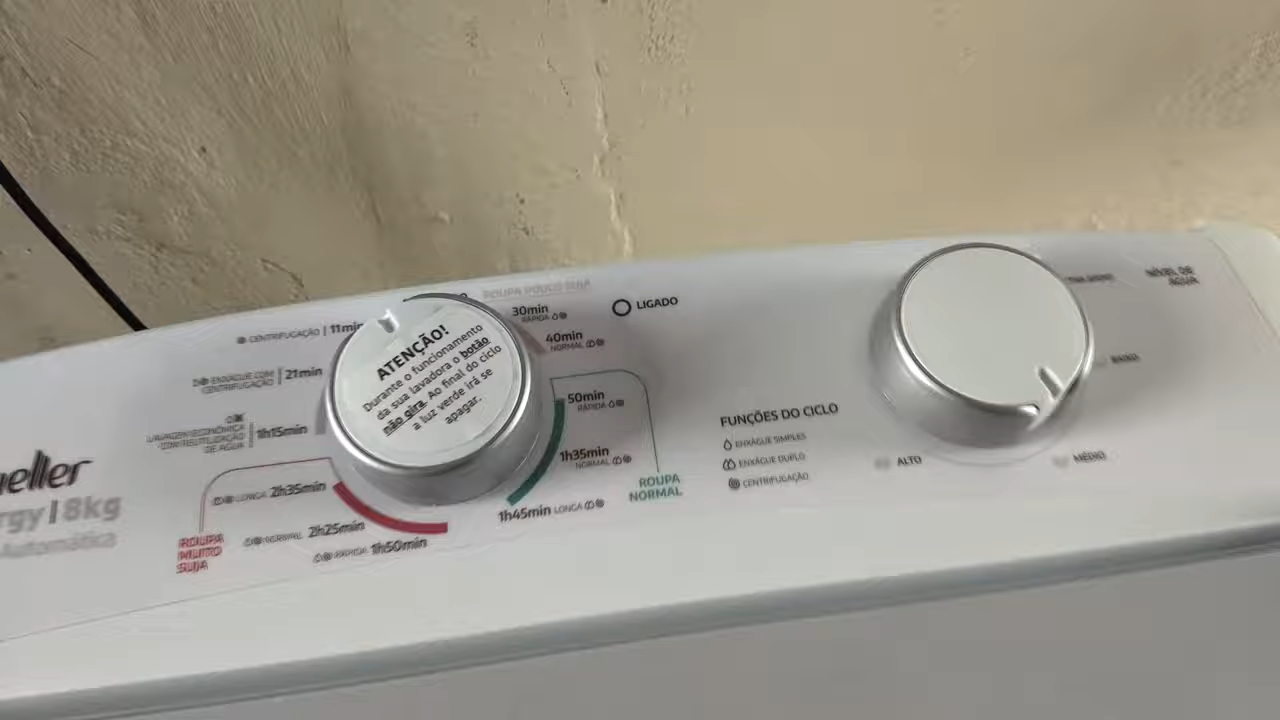 ROUPA POUCO SUJA
30min
RÁPIDA
LIGADO
CENTRIFUGAÇÃO | 11min
40min
NORMAL
NÍVEL DE
ÁGUA
ENXÁGUE COM
CENTRIFUGAÇÃO | 21min
ATENÇÃO!
Durante o funcionamento
da sua lavadora o botão
não gira. Ao final do ciclo
a luz verde irá se
apagar.
BAIXO
50min
RÁPIDA
LAVAGEM ECONÔMICA
COM REUTILIZAÇÃO
DE ÁGUA
1h15min
FUNÇÕES DO CICLO
ENXÁGUE SIMPLES
ENXÁGUE DUPLO
CENTRIFUGAÇÃO
1h35min
NORMAL
ALTO
MÉDIO
ueller
rgy | 8kg
Automática
LONGA 2h35min
ROUPA
NORMAL
1h45min LONGA
NORMAL 2h25min
RÁPIDA 1h50min
ROUPA
MUITO
SUJA